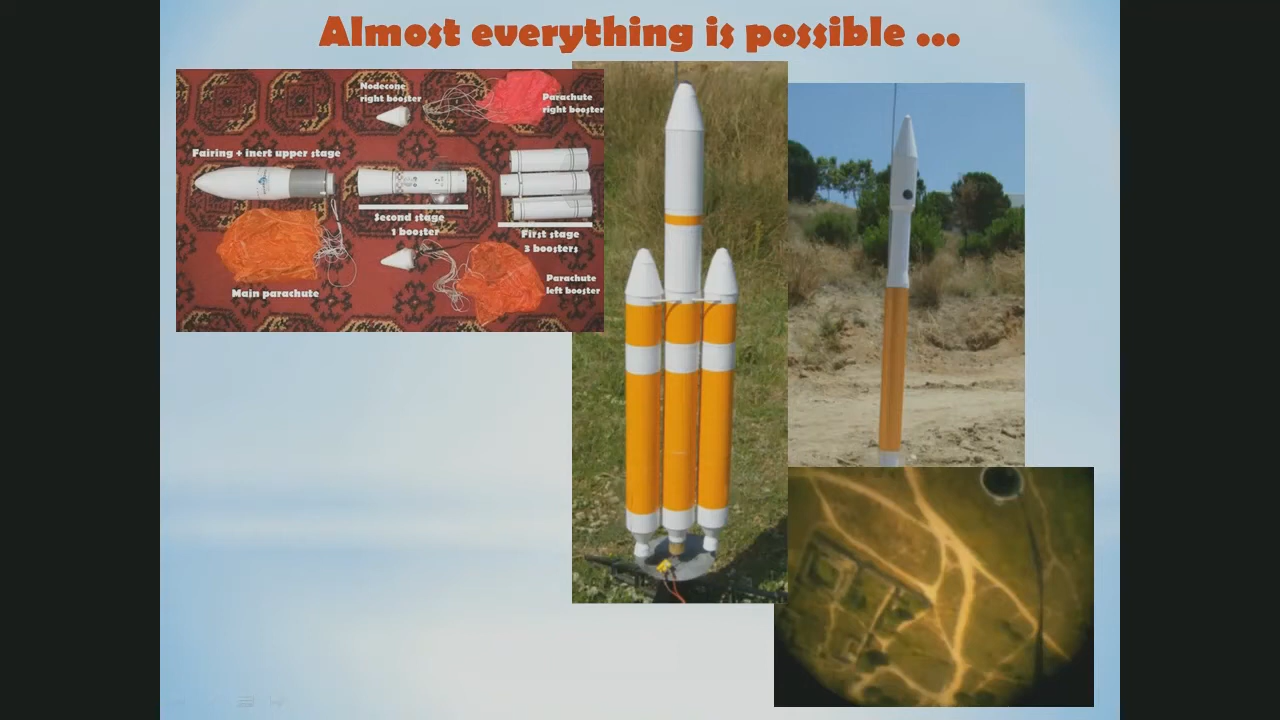 Almost everything is possible ...
Nodecone
right booster
Parachute
right booster
Fairing + inert upper stage
Second stage
1 booster
First stage
3 boosters
Main parachute
Parachute
left booster